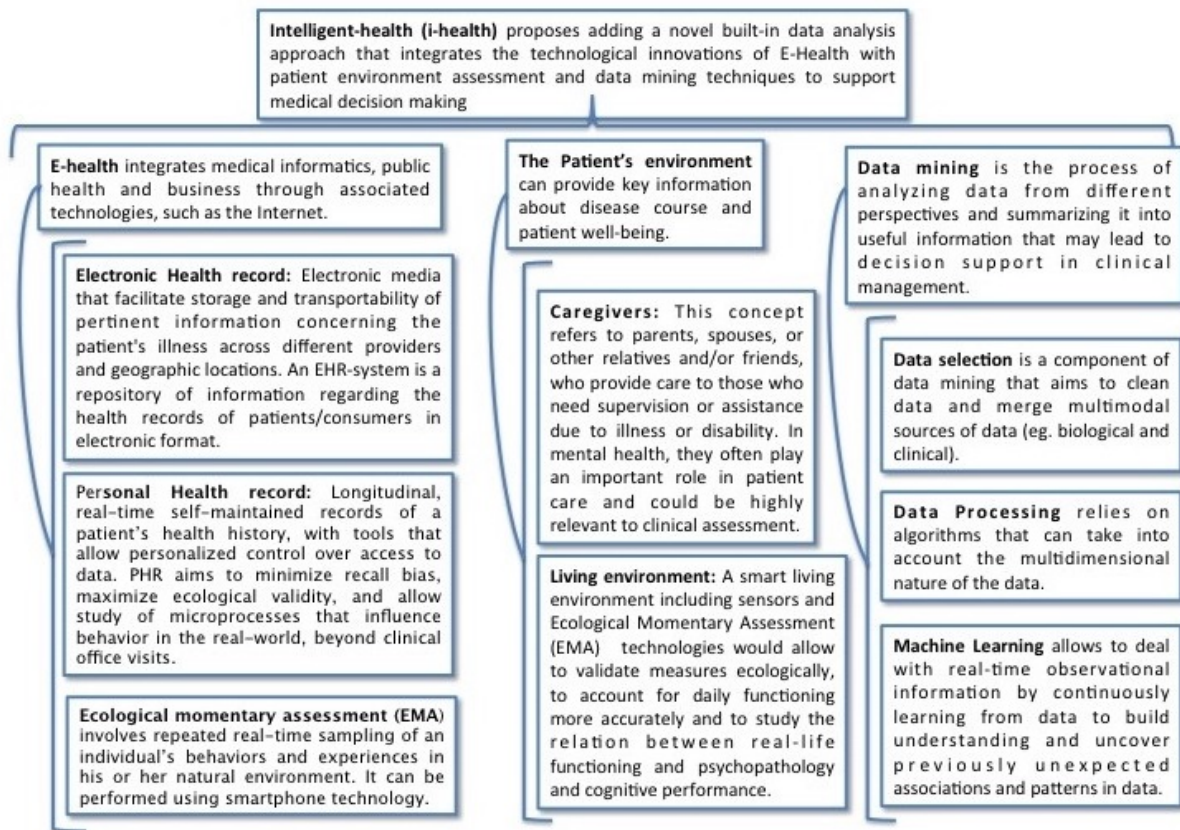 Intelligent-health (i-health) proposes adding a novel built-in data analysis
approach that integrates the technological innovations of E-Health with
patient environment assessment and data mining techniques to support
medical decision making
E-health integrates medical informatics, public
health and business through associated
technologies, such as the Internet.
Electronic Health record: Electronic media
that facilitate storage and transportability of
pertinent information concerning the
patient's illness across different providers
and geographic locations. An EHR-system is a
repository of information regarding the
health records of patients/consumers in
electronic format.
Personal Health record: Longitudinal,
real-time self-maintained records of a
patient's health history, with tools that
allow personalized control over access to
data. PHR aims to minimize recall bias,
maximize ecological validity, and allow
study of microprocesses that influence
behavior in the real-world, beyond clinical
office visits.
Ecological momentary assessment (EMA)
involves repeated real-time sampling of an
individual's behaviors and experiences in
his or her natural environment. It can be
performed using smartphone technology.
The Patient's environment
can provide key information
about disease course and
patient well-being.
Caregivers: This concept
refers to parents, spouses, or
other relatives and/or friends,
who provide care to those who
need supervision or assistance
due to illness or disability. In
mental health, they often play
an important role in patient
care and could be highly
relevant to clinical assessment.
Living environment: A smart living
environment including sensors and
Ecological Momentary Assessment
(EMA) technologies would allow
to validate measures ecologically,
to account for daily functioning
more accurately and to study the
relation between real-life
functioning and psychopathology
and cognitive performance.
Data mining is the process of
analyzing data from different
perspectives and summarizing it into
useful information that may lead to
decision support in clinical
management.
Data selection is a component of
data mining that aims to clean
data and merge multimodal
sources of data (eg. biological and
clinical).
Data Processing relies on
algorithms that can take into
account the multidimensional
nature of the data.
Machine Learning allows to deal
with real-time observational
information by continuously
learning from data to build
understanding and uncover
previously unexpected
associations and patterns in data.